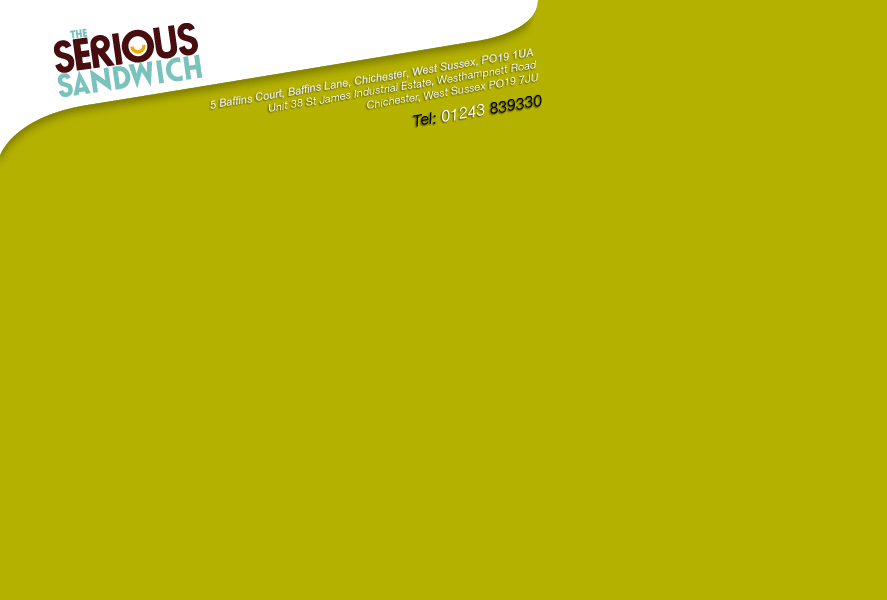 THE
SERIOUS
SANDWICH
5 Baffins Court, Baffins Lane, Chichester, West Sussex, PO19 1UA
Unit 38 St James Industrial Estate, Westhampnett Road
Chichester, West Sussex PO19 7JU
Tel: 01243 839330